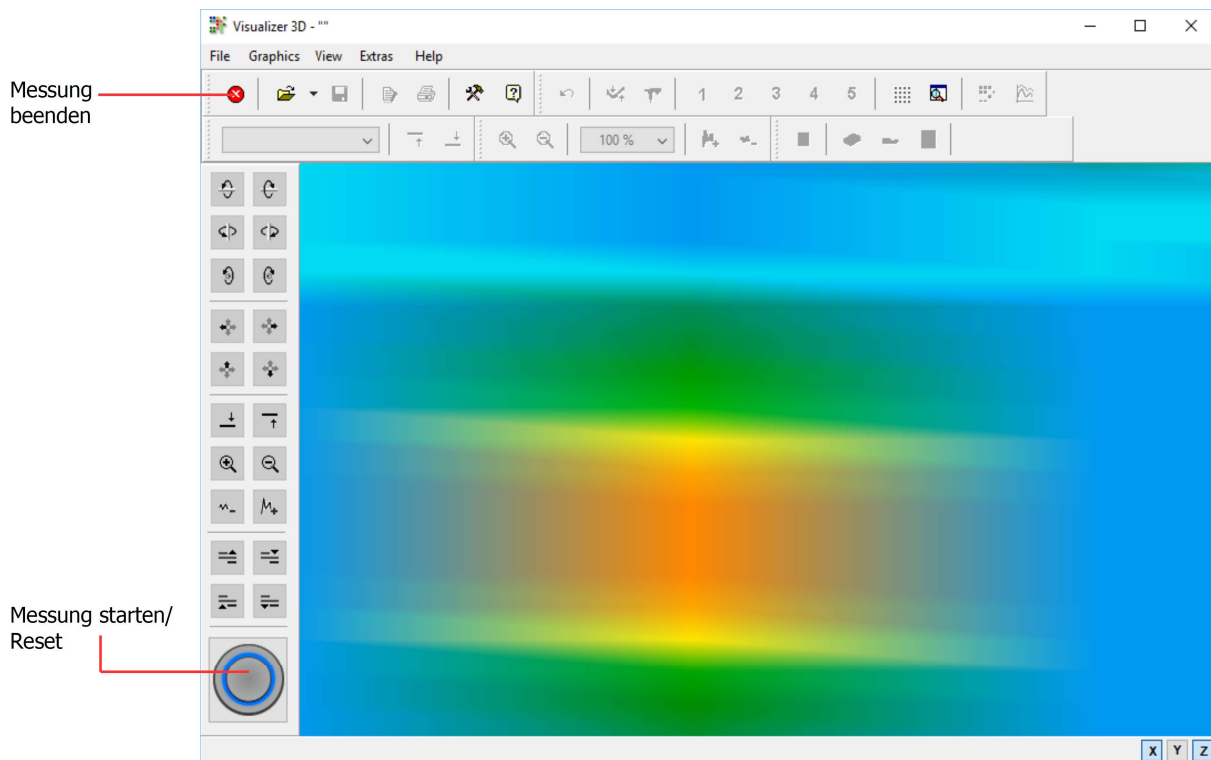 Visualizer 3D - ""
File Graphics View Extras Help
Messung
beenden
1 2 3 4 5
100 %
Messung starten/
Reset
X Y Z